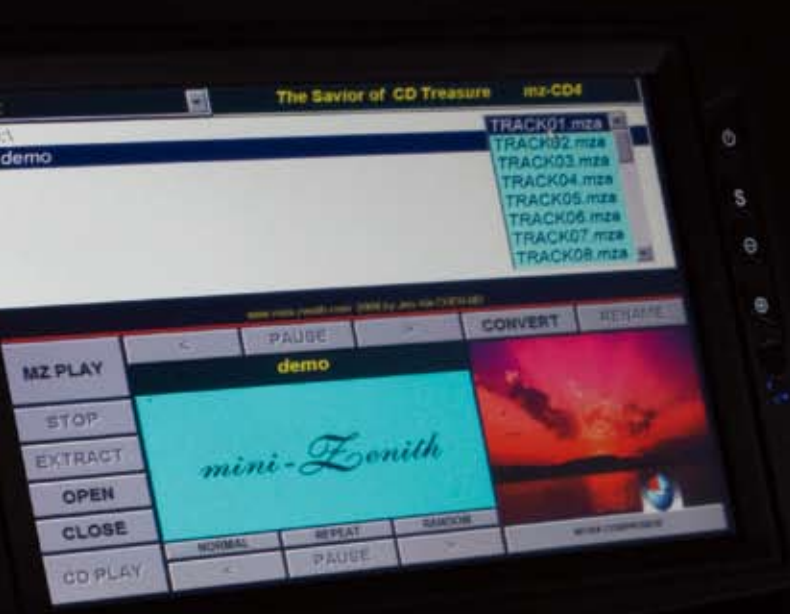 The Savior of CD Treasure mz-CD4
demo
TRACK01.mza
TRACK02.mza
TRACK03.mza
TRACK04.mza
TRACK05.mza
TRACK06.mza
TRACK07.mza
TRACK08.mza
< PAUSE > CONVERT RENAME
MZ PLAY
demo
STOP
EXTRACT
mini-Zenith
OPEN
CLOSE
NORMAL REPEAT RANDOM
CD PLAY < PAUSE >
S